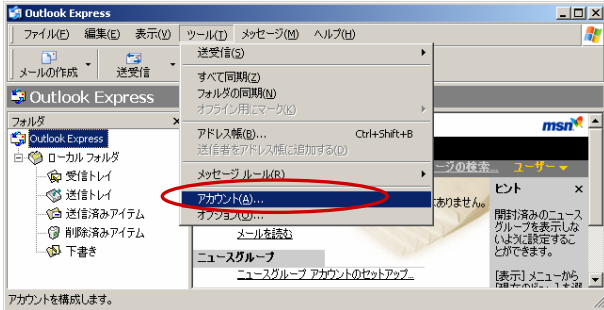 Outlook Express
ファイル(F) 編集(E) 表示(V) ツール(T) メッセージ(M) ヘルプ(H)
メールの作成 送受信
送受信(S)
すべて同期(Z)
フォルダの同期(N)
オフライン用にマーク(K)
アドレス帳(B)... Ctrl+Shift+B
送信者をアドレス帳に追加する(D)
メッセージ ルール(R)
アカウント(A)...
オプション(O)...
Outlook Express
フォルダ ×
Outlook Express
ローカル フォルダ
受信トレイ
送信トレイ
送信済みアイテム
削除済みアイテム
下書き
msn
ージの検索... ユーザー
ありません。
メールを読む
ニュースグループ
ニュースグループ アカウントのセットアップ...
ヒント ×
開封済みのニュース
グループを表示しな
いように設定するこ
とができます。
[表示] メニューから
アカウントを構成します。